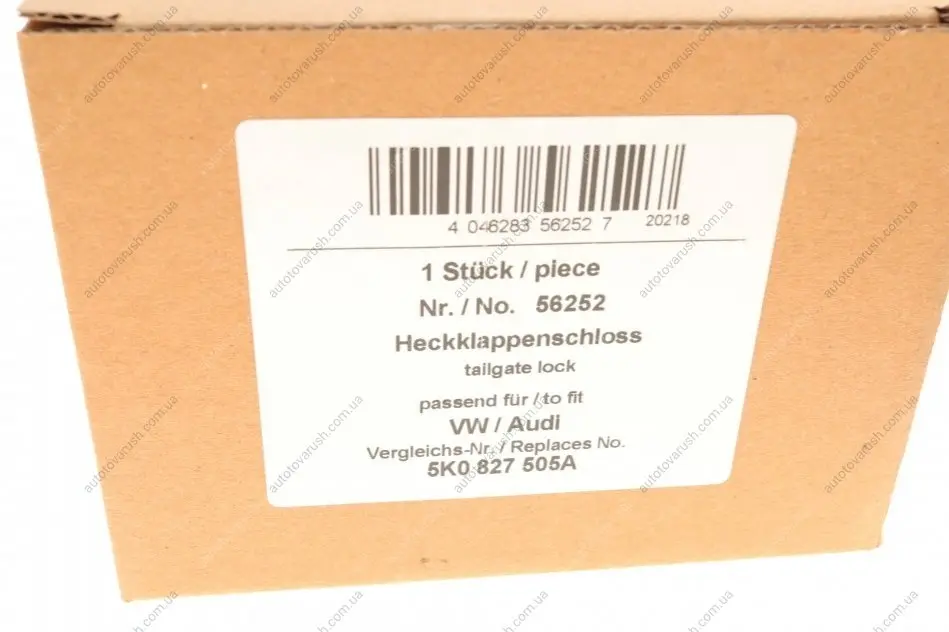 4 046283 56252 7
20218
1 Stück / piece
Nr. / No. 56252
Heckklappenschloss
tailgate lock
passend für / to fit
VW / Audi
Vergleichs-Nr. / Replaces No.
5K0 827 505A
autotovarush.com.ua